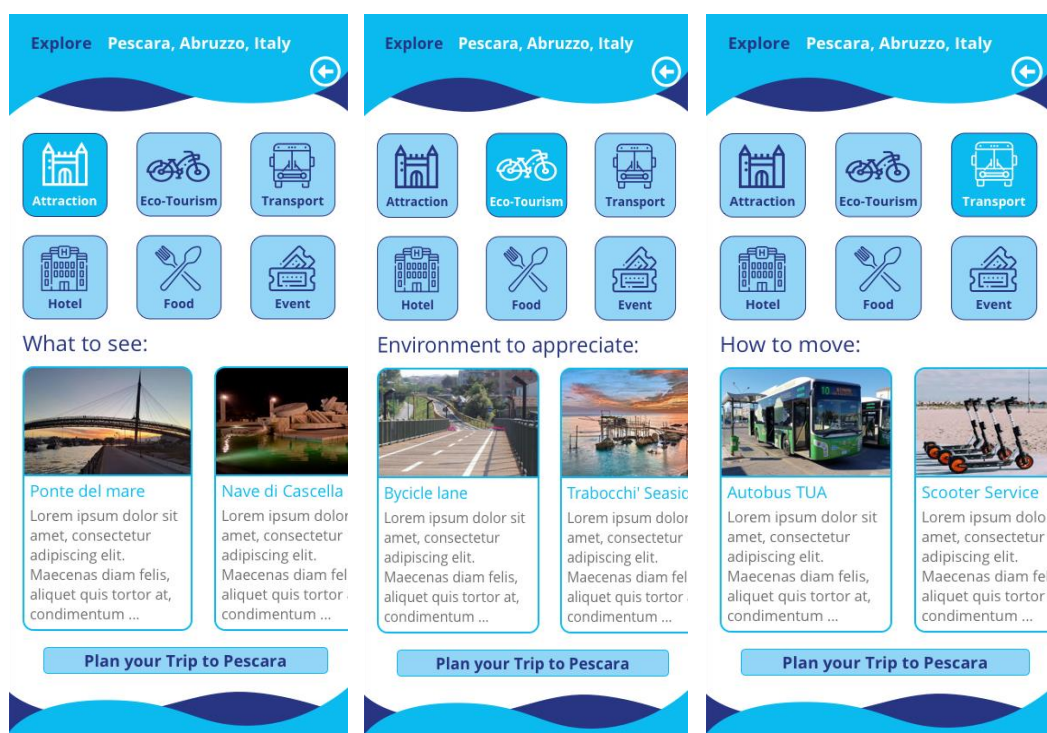 Explore Pescara, Abruzzo, Italy
Attraction
Eco-Tourism
Transport
H
Hotel
Food
Event
What to see:
Ponte del mare
Lorem ipsum dolor sit
amet, consectetur
adipiscing elit.
Maecenas diam felis,
aliquet quis tortor at,
condimentum ...
Nave di Cascella
Lorem ipsum dolor
amet, consectetur
adipiscing elit.
Maecenas diam fel
aliquet quis tortor
condimentum ...
Plan your Trip to Pescara
Explore Pescara, Abruzzo, Italy
Attraction
Eco-Tourism
Transport
H
Hotel
Food
Event
Environment to appreciate:
Bycicle lane
Lorem ipsum dolor sit
amet, consectetur
adipiscing elit.
Maecenas diam felis,
aliquet quis tortor at,
condimentum ...
Trabocchi' Seasid
Lorem ipsum dolor
amet, consectetur
adipiscing elit.
Maecenas diam fel
aliquet quis tortor
condimentum ...
Plan your Trip to Pescara
Explore Pescara, Abruzzo, Italy
Attraction
Eco-Tourism
Transport
H
Hotel
Food
Event
How to move:
10
Autobus TUA
Lorem ipsum dolor sit
amet, consectetur
adipiscing elit.
Maecenas diam felis,
aliquet quis tortor at,
condimentum ...
Scooter Service
Lorem ipsum dolo
amet, consectetur
adipiscing elit.
Maecenas diam fel
aliquet quis tortor
condimentum ...
Plan your Trip to Pescara